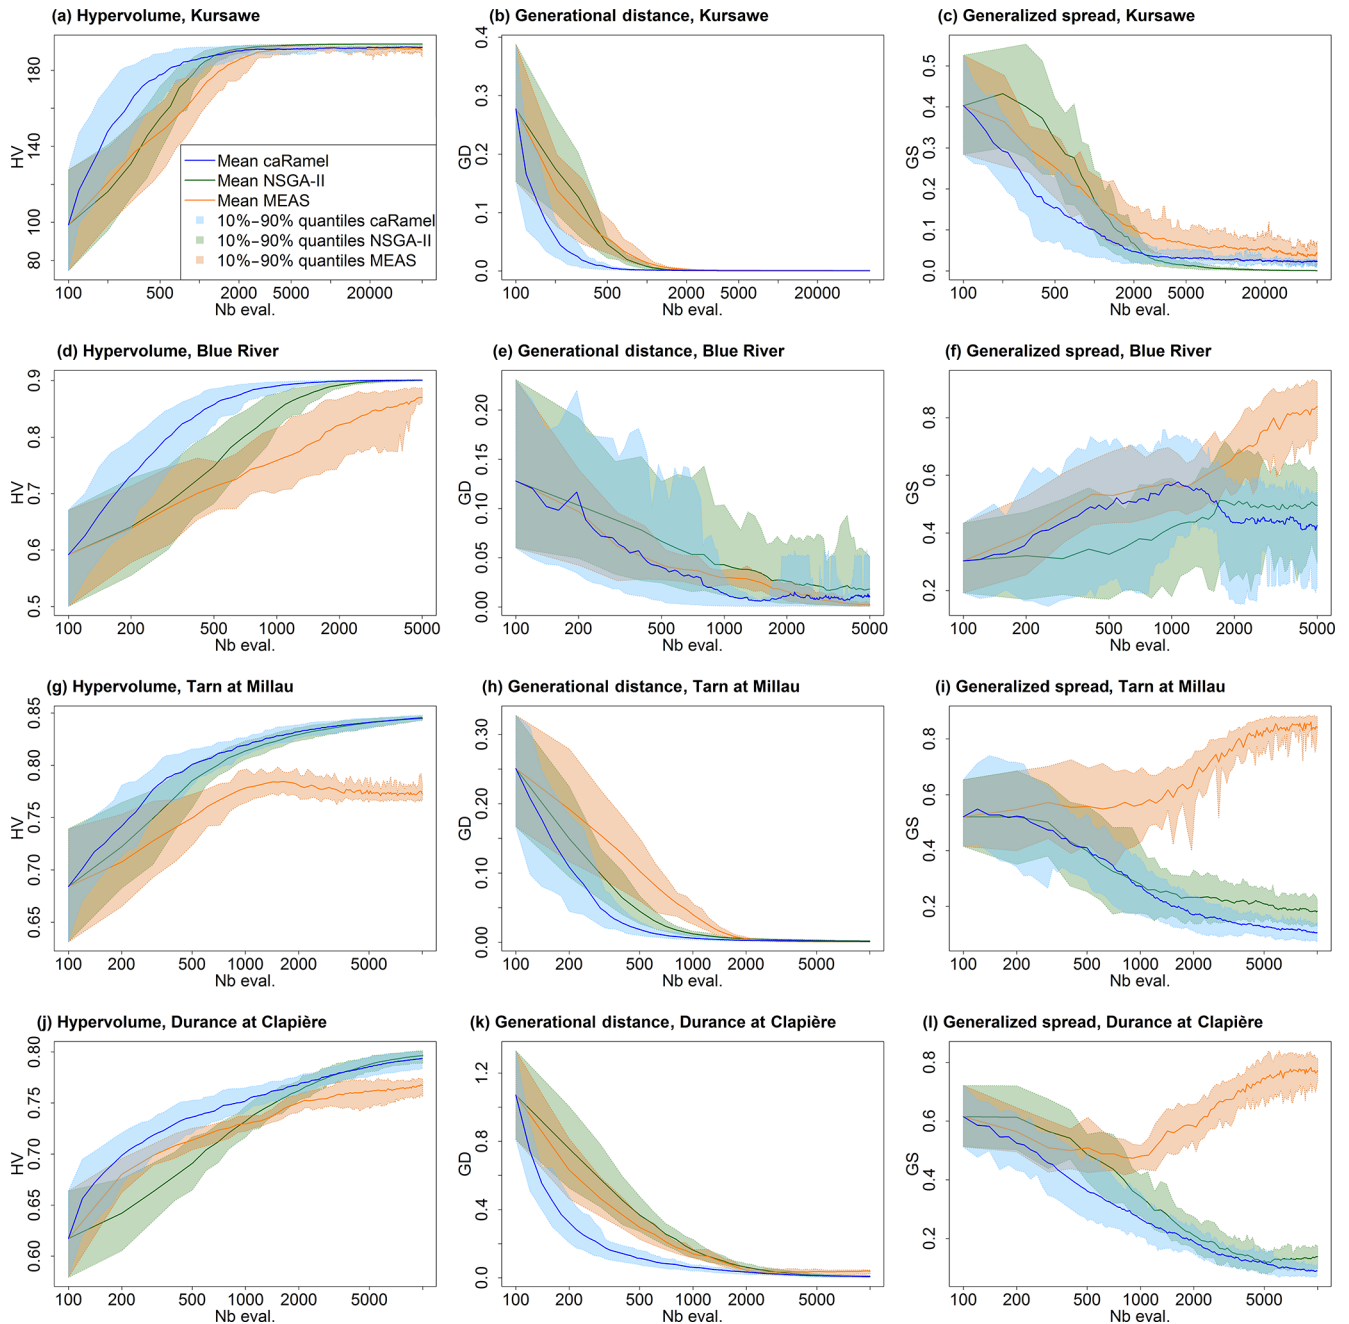 (a) Hypervolume, Kursawe
HV
80 100 140 180
Mean caRamel
Mean NSGA-II
Mean MEAS
10%−90% quantiles caRamel
10%−90% quantiles NSGA-II
10%−90% quantiles MEAS
100 500 2000 5000 20000
Nb eval.
(b) Generational distance, Kursawe
GD
0.0 0.1 0.2 0.3 0.4
100 500 2000 5000 20000
Nb eval.
(c) Generalized spread, Kursawe
GS
0.0 0.1 0.2 0.3 0.4 0.5
100 500 2000 5000 20000
Nb eval.
(d) Hypervolume, Blue River
HV
0.5 0.6 0.7 0.8 0.9
100 200 500 1000 2000 5000
Nb eval.
(e) Generational distance, Blue River
GD
0.00 0.05 0.10 0.15 0.20
100 200 500 1000 2000 5000
Nb eval.
(f) Generalized spread, Blue River
GS
0.2 0.4 0.6 0.8
100 200 500 1000 2000 5000
Nb eval.
(g) Hypervolume, Tarn at Millau
HV
0.65 0.70 0.75 0.80 0.85
100 200 500 1000 2000 5000
Nb eval.
(h) Generational distance, Tarn at Millau
GD
0.00 0.10 0.20 0.30
100 200 500 1000 2000 5000
Nb eval.
(i) Generalized spread, Tarn at Millau
GS
0.2 0.4 0.6 0.8
100 200 500 1000 2000 5000
Nb eval.
(j) Hypervolume, Durance at Clapière
HV
0.60 0.65 0.70 0.75 0.80
100 200 500 1000 2000 5000
Nb eval.
(k) Generational distance, Durance at Clapière
GD
0.0 0.4 0.8 1.2
100 200 500 1000 2000 5000
Nb eval.
(l) Generalized spread, Durance at Clapière
GS
0.2 0.4 0.6 0.8
100 200 500 1000 2000 5000
Nb eval.